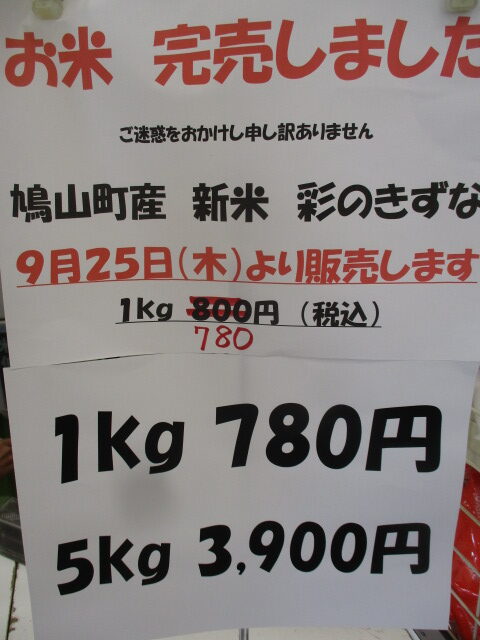 お米 完売しました
ご迷惑をおかけし申し訳ありません
鳩山町産 新米 彩のきずな
9月25日(木)より販売します
1Kg 800円 (税込)
780
1Kg 780円
5Kg 3,900円